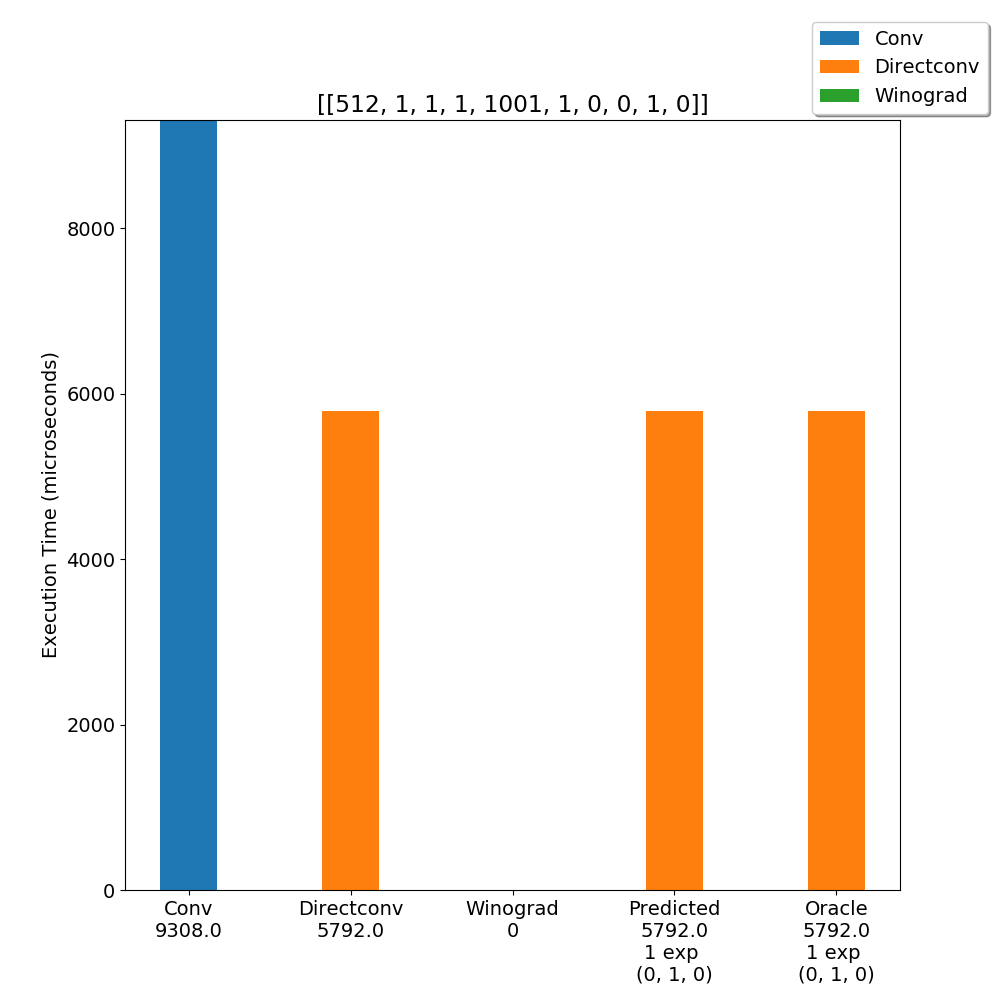 Conv
Directconv
Winograd
[[512, 1, 1, 1, 1001, 1, 0, 0, 1, 0]]
Execution Time (microseconds)
8000
6000
4000
2000
0
Conv
9308.0
Directconv
5792.0
Winograd
0
Predicted
5792.0
1 exp
(0, 1, 0)
Oracle
5792.0
1 exp
(0, 1, 0)